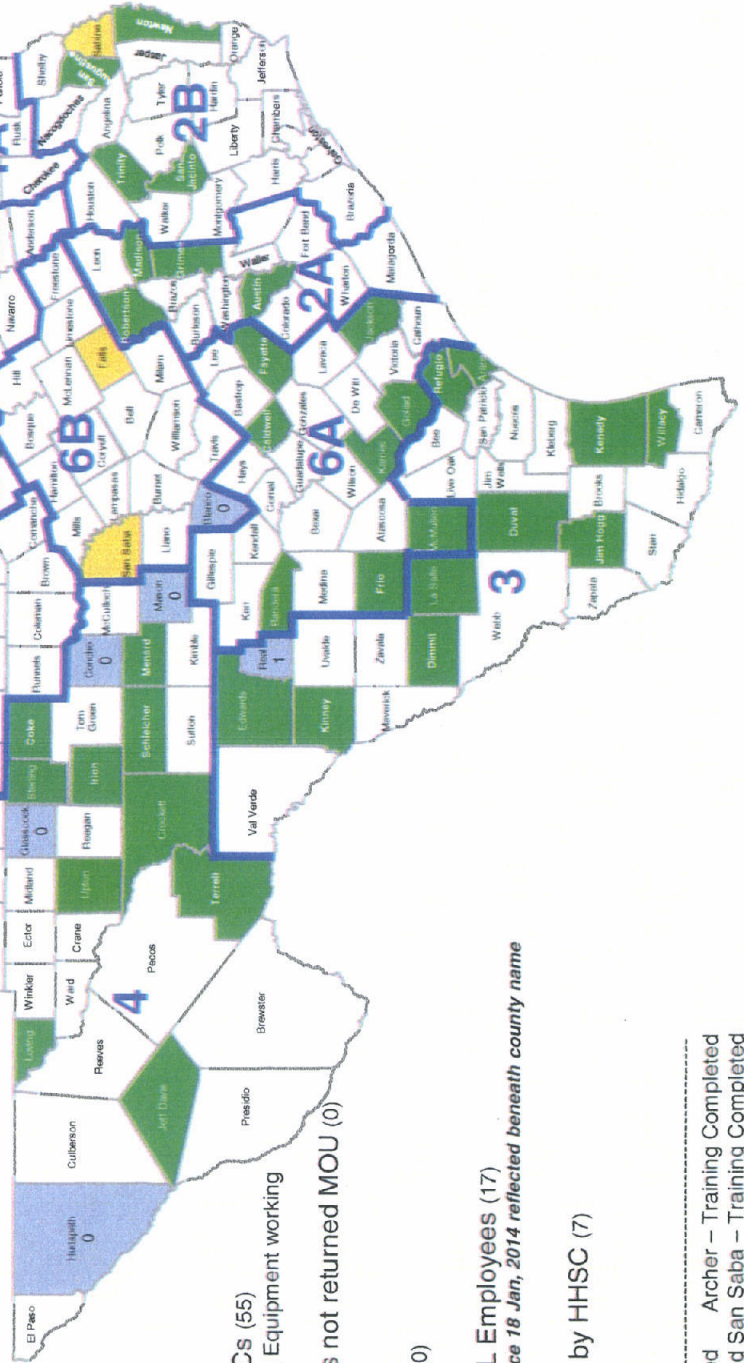 El Paso
Hudspeth
0
Culberson
Jeff Davis
Presidio
Brewster
Reeves
Loving
Winkler
Ward
4
Pecos
Terrell
Ector
Crane
Midland
Upton
Glasscock
0
Reagan
Crockett
Sterling
Irion
Coke
Tom
Green
Schleicher
Sutton
Val Verde
Runnels
Concho
0
Menard
Kimble
Edwards
Real
1
Kinney
Uvalde
Maverick
Zavala
Dimmit
Coleman
McCulloch
Mason
0
Brown
San Saba
Llano
Gillespie
Kerr
Bandera
Medina
Frio
La Salle
Webb
3
Comanche
Mills
Hamilton
Lampasas
Burnet
Blanco
0
Kendall
Comal
Bexar
Atascosa
McMullen
Duval
Jim Hogg
Zapata
Starr
Bosque
Coryell
6B
Bell
Williamson
Travis
Hays
Caldwell
Guadalupe
Gonzales
6A
Wilson
Karnes
Live Oak
Bee
Jim
Wells
Brooks
Hidalgo
Hill
McLennan
Falls
Milam
Lee
Bastrop
Fayette
Lavaca
De Witt
Goliad
Victoria
Refugio
San Patricio
Nueces
Kleberg
Kenedy
Willacy
Cameron
Navarro
Limestone
Freestone
Robertson
Leon
Brazos
Burleson
Washington
Austin
Colorado
2A
Wharton
Jackson
Calhoun
Matagorda
Anderson
Houston
Madison
Grimes
Waller
Fort Bend
Brazoria
Cherokee
Rusk
Nacogdoches
Angelina
Trinity
Walker
San
Jacinto
Montgomery
Harris
Polk
Tyler
2B
Hardin
Liberty
Chambers
Galveston
Shelby
San
Augustine
Sabine
Jasper
Newton
Orange
Jefferson
Cs (55)
Equipment working
s not returned MOU (0)
0)
L Employees (17)
ce 18 Jan, 2014 reflected beneath county name
by HHSC (7)
d Archer – Training Completed
d San Saba – Training Completed